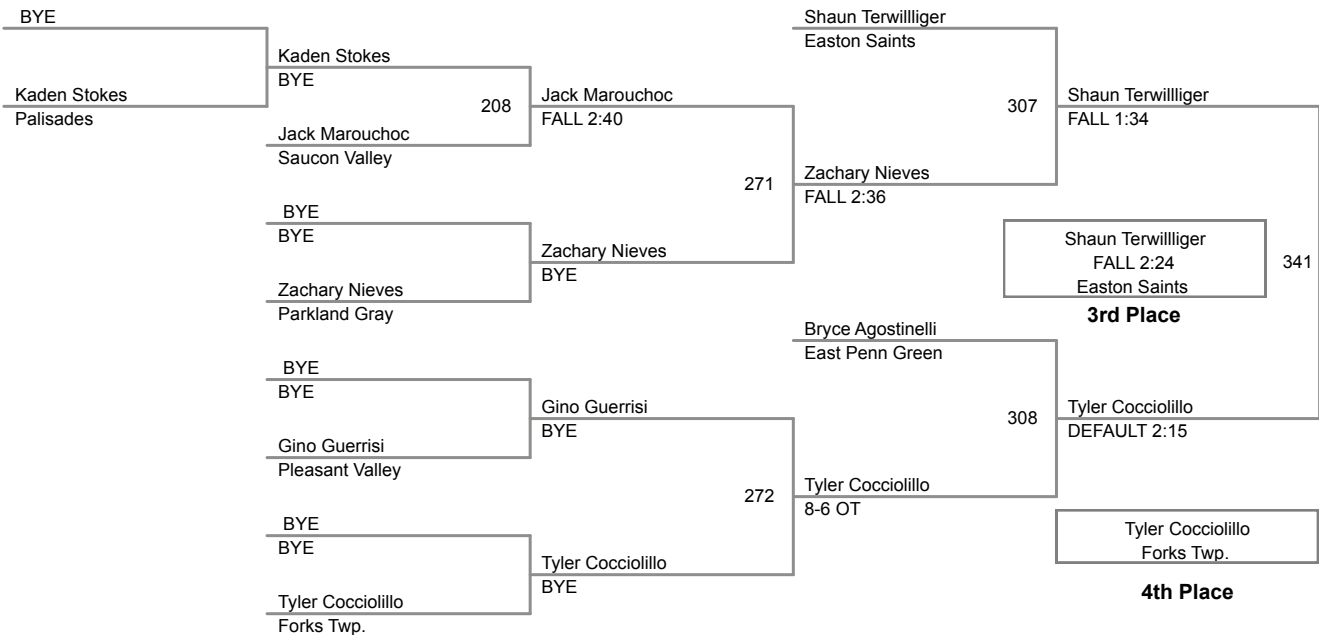 BYE
Kaden Stokes
Palisades
Kaden Stokes
BYE
208
Jack Marouchoc
Saucon Valley
BYE
BYE
Zachary Nieves
Parkland Gray
BYE
BYE
Gino Guerrisi
Pleasant Valley
BYE
BYE
Tyler Cocciolillo
Forks Twp.
Jack Marouchoc
FALL 2:40
271
Zachary Nieves
BYE
Gino Guerrisi
BYE
272
Tyler Cocciolillo
BYE
Shaun Terwillliger
Easton Saints
307
Zachary Nieves
FALL 2:36
Bryce Agostinelli
East Penn Green
308
Tyler Cocciolillo
8-6 OT
Shaun Terwillliger
FALL 1:34
Shaun Terwillliger
FALL 2:24
Easton Saints
341
3rd Place
Tyler Cocciolillo
DEFAULT 2:15
Tyler Cocciolillo
Forks Twp.
4th Place